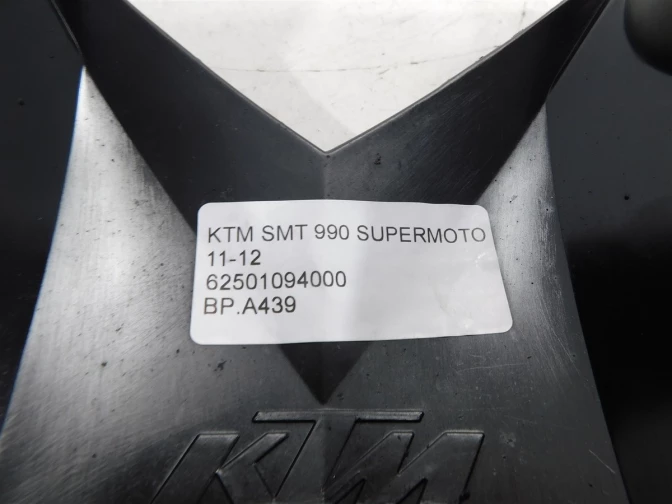 KTM SMT 990 SUPERMOTO
11-12
62501094000
BP.A439
KTM